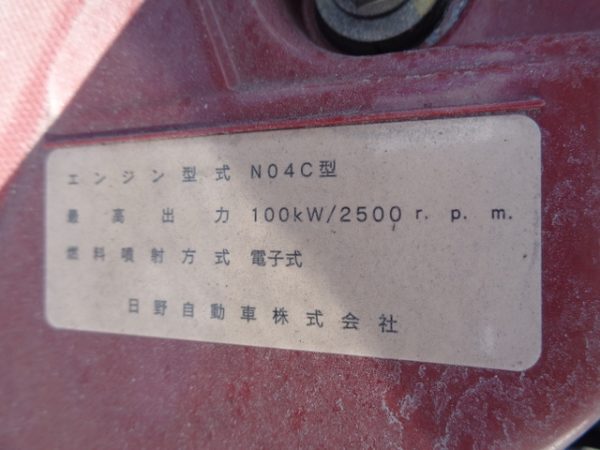 エンジン型式 N04C型
最高出力 100kW/2500 r. p. m.
燃料噴射方式 電子式
日野自動車株式会社